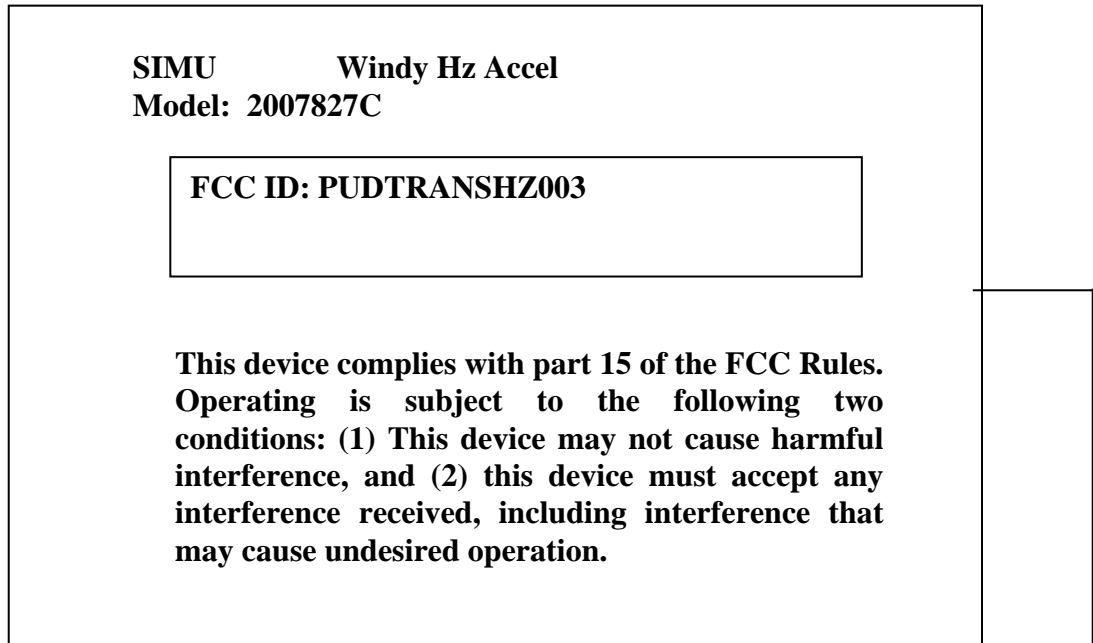 SIMU Windy Hz Accel
Model: 2007827C
FCC ID: PUDTRANSHZ003
This device complies with part 15 of the FCC Rules.
Operating is subject to the following two
conditions: (1) This device may not cause harmful
interference, and (2) this device must accept any
interference received, including interference that
may cause undesired operation.